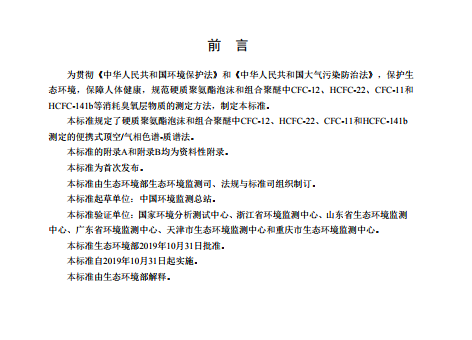 前 言
为贯彻《中华人民共和国环境保护法》和《中华人民共和国大气污染防治法》，保护生
态环境，保障人体健康，规范硬质聚氨酯泡沫和组合聚醚中CFC-12、HCFC-22、CFC-11和
HCFC-141b等消耗臭氧层物质的测定方法，制定本标准。
本标准规定了硬质聚氨酯泡沫和组合聚醚中CFC-12、HCFC-22、CFC-11和HCFC-141b
测定的便携式顶空/气相色谱-质谱法。
本标准的附录A和附录B均为资料性附录。
本标准为首次发布。
本标准由生态环境部生态环境监测司、法规与标准司组织制订。
本标准起草单位：中国环境监测总站。
本标准验证单位：国家环境分析测试中心、浙江省环境监测中心、山东省生态环境监测
中心、广东省环境监测中心、天津市生态环境监测中心和重庆市生态环境监测中心。
本标准生态环境部2019年10月31日批准。
本标准自2019年10月31日起实施。
本标准由生态环境部解释。